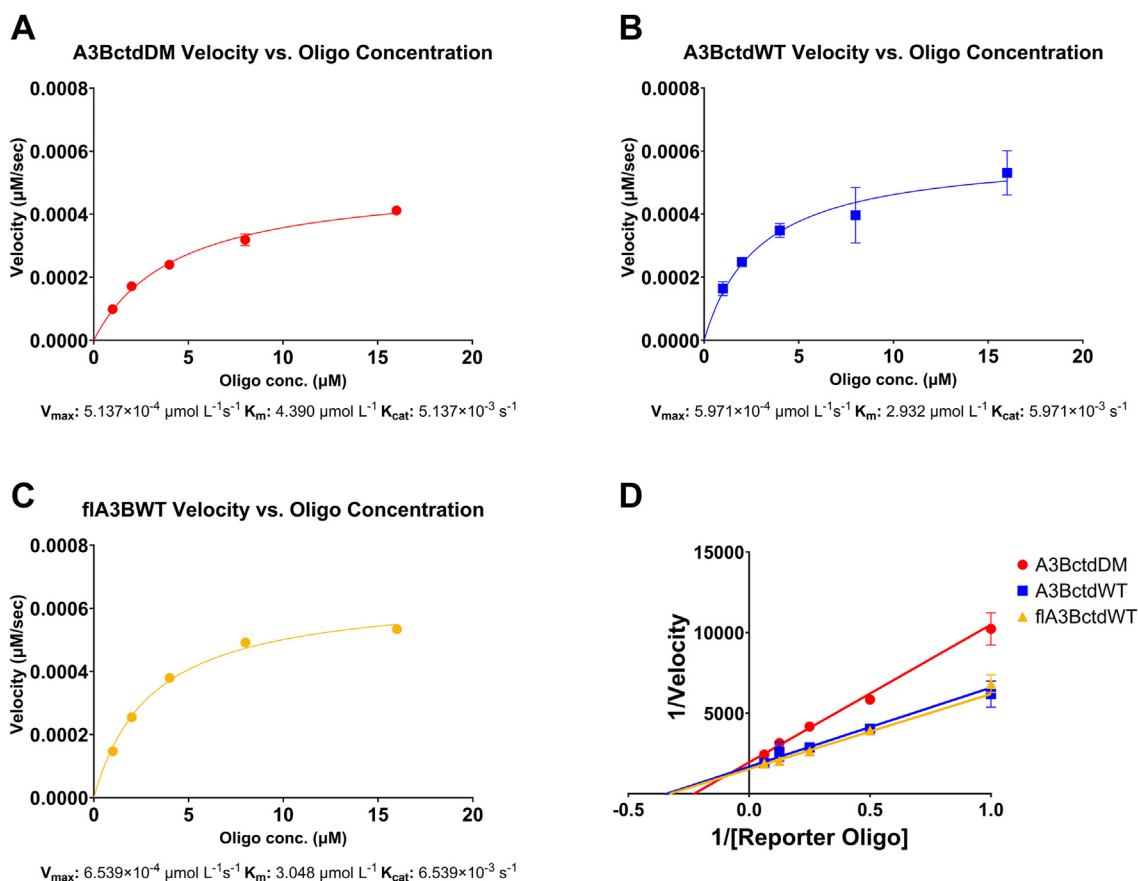 A
A3BctdDM Velocity vs. Oligo Concentration
Velocity (µM/sec)
0.0008
0.0006
0.0004
0.0002
0.0000
0 5 10 15 20
Oligo conc. (µM)
Vmax: 5.137×10⁻⁴ µmol L⁻¹s⁻¹ Km: 4.390 µmol L⁻¹ Kcat: 5.137×10⁻³ s⁻¹
B
A3BctdWT Velocity vs. Oligo Concentration
Velocity (µM/sec)
0.0008
0.0006
0.0004
0.0002
0.0000
0 5 10 15 20
Oligo conc. (µM)
Vmax: 5.971×10⁻⁴ µmol L⁻¹s⁻¹ Km: 2.932 µmol L⁻¹ Kcat: 5.971×10⁻³ s⁻¹
C
flA3BWT Velocity vs. Oligo Concentration
Velocity (µM/sec)
0.0008
0.0006
0.0004
0.0002
0.0000
0 5 10 15 20
Oligo conc. (µM)
Vmax: 6.539×10⁻⁴ µmol L⁻¹s⁻¹ Km: 3.048 µmol L⁻¹ Kcat: 6.539×10⁻³ s⁻¹
D
1/Velocity
15000
10000
5000
-0.5 0.0 0.5 1.0
1/[Reporter Oligo]
A3BctdDM
A3BctdWT
flA3BctdWT